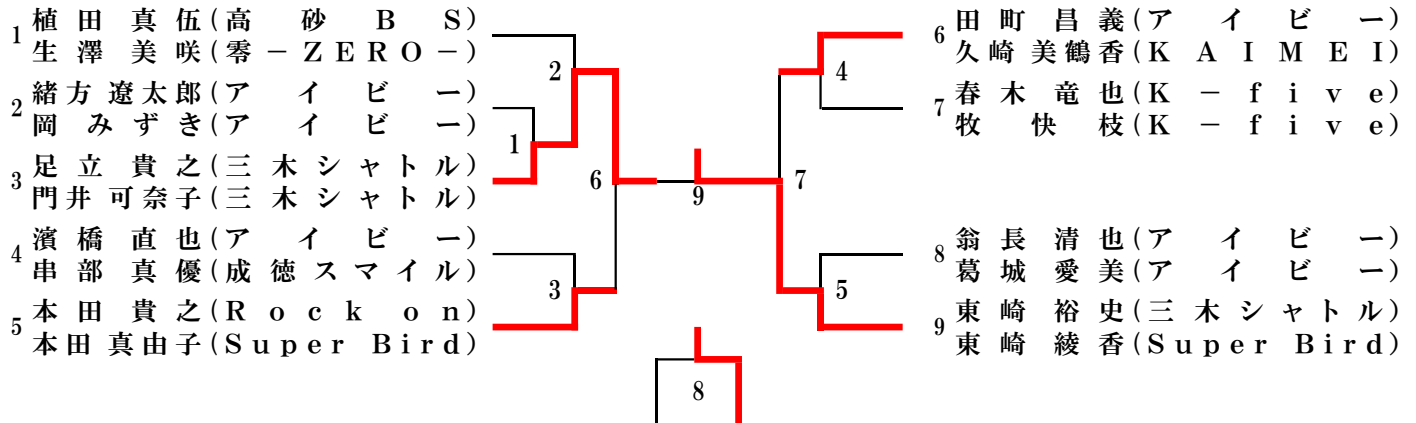 1 植田 真伍(高砂BS)
生澤 美咲(零－ZERO－)
2 緒方遼太郎(アイビー)
岡 みずき(アイビー)
3 足立 貴之(三木シャトル)
門井可奈子(三木シャトル)
4 濱橋 直也(アイビー)
串部 真優(成徳スマイル)
5 本田 貴之(Rock on)
本田真由子(Super Bird)
2
1
6
3
9
8
7
4
5
6 田町 昌義(アイビー)
久崎美鶴香(KAIMEI)
7 春木 竜也(K－five)
牧 快枝(K－five)
8 翁長 清也(アイビー)
葛城 愛美(アイビー)
9 東崎 裕史(三木シャトル)
東崎 綾香(Super Bird)